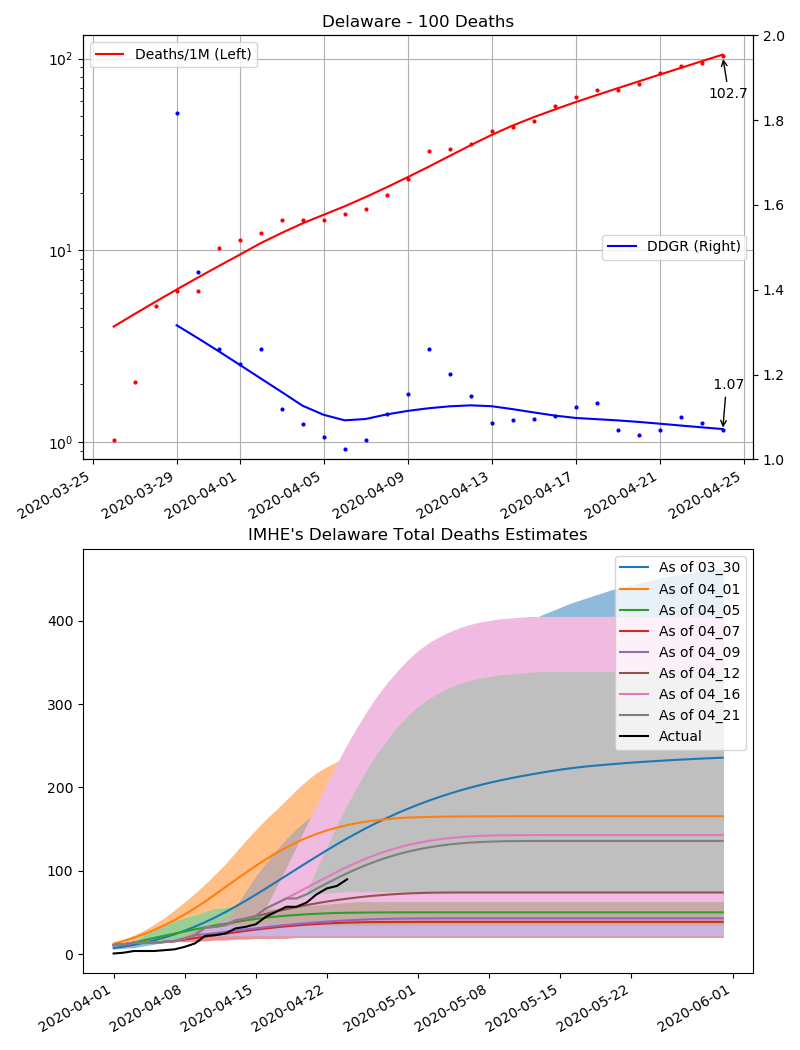 Delaware - 100 Deaths
Deaths/1M (Left)
DDGR (Right)
102.7
1.07
10²
10¹
10⁰
2.0
1.8
1.6
1.4
1.2
1.0
2020-03-25
2020-03-29
2020-04-01
2020-04-05
2020-04-09
2020-04-13
2020-04-17
2020-04-21
2020-04-25
IMHE's Delaware Total Deaths Estimates
As of 03_30
As of 04_01
As of 04_05
As of 04_07
As of 04_09
As of 04_12
As of 04_16
As of 04_21
Actual
400
300
200
100
0
2020-04-01
2020-04-08
2020-04-15
2020-04-22
2020-05-01
2020-05-08
2020-05-15
2020-05-22
2020-06-01